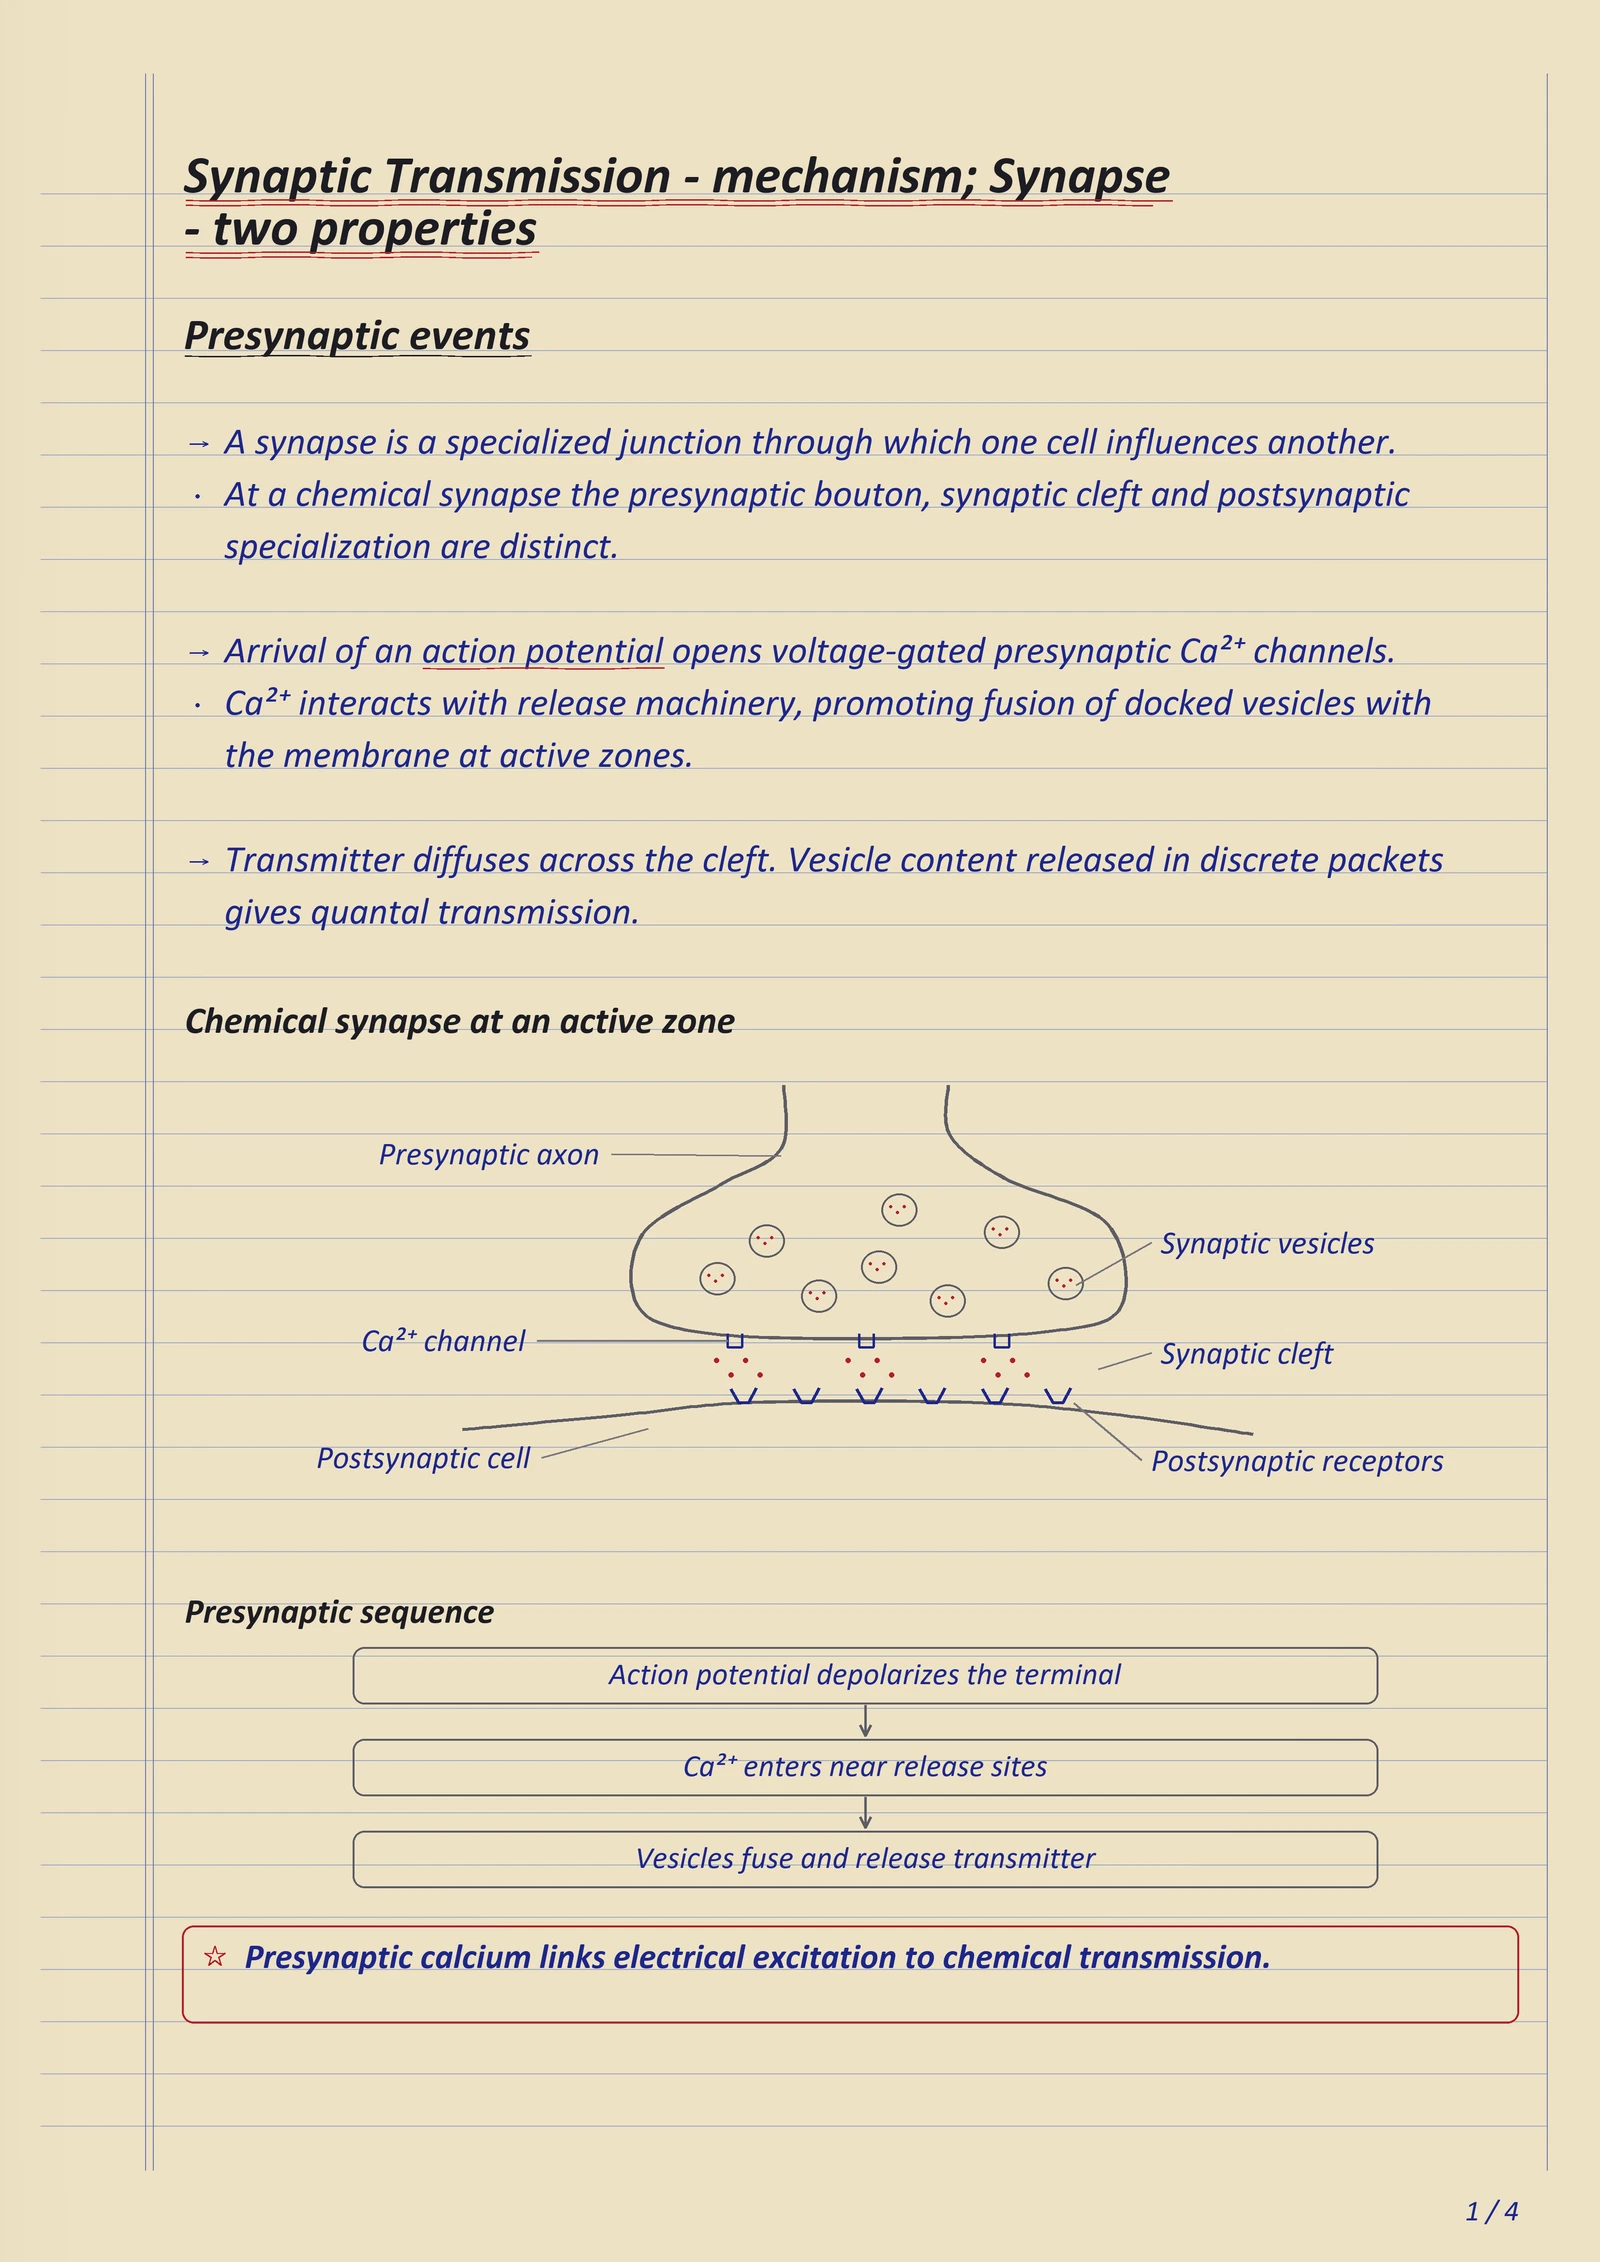 Synaptic Transmission - mechanism; Synapse
- two properties
Presynaptic events
→ A synapse is a specialized junction through which one cell influences another.
· At a chemical synapse the presynaptic bouton, synaptic cleft and postsynaptic
specialization are distinct.
→ Arrival of an action potential opens voltage-gated presynaptic Ca²⁺ channels.
· Ca²⁺ interacts with release machinery, promoting fusion of docked vesicles with
the membrane at active zones.
→ Transmitter diffuses across the cleft. Vesicle content released in discrete packets
gives quantal transmission.
Chemical synapse at an active zone
Presynaptic axon
Synaptic vesicles
Ca²⁺ channel
Synaptic cleft
Postsynaptic cell
Postsynaptic receptors
Presynaptic sequence
Action potential depolarizes the terminal
Ca²⁺ enters near release sites
Vesicles fuse and release transmitter
☆ Presynaptic calcium links electrical excitation to chemical transmission.
1 / 4